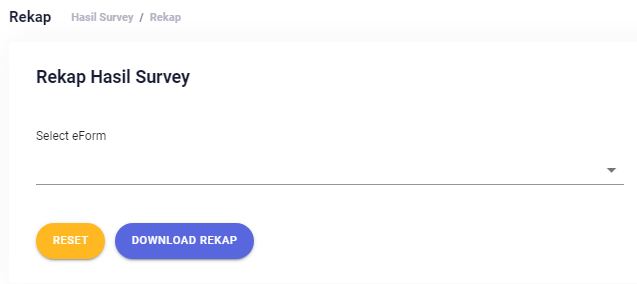 Rekap Hasil Survey / Rekap
Rekap Hasil Survey
Select eForm
RESET DOWNLOAD REKAP